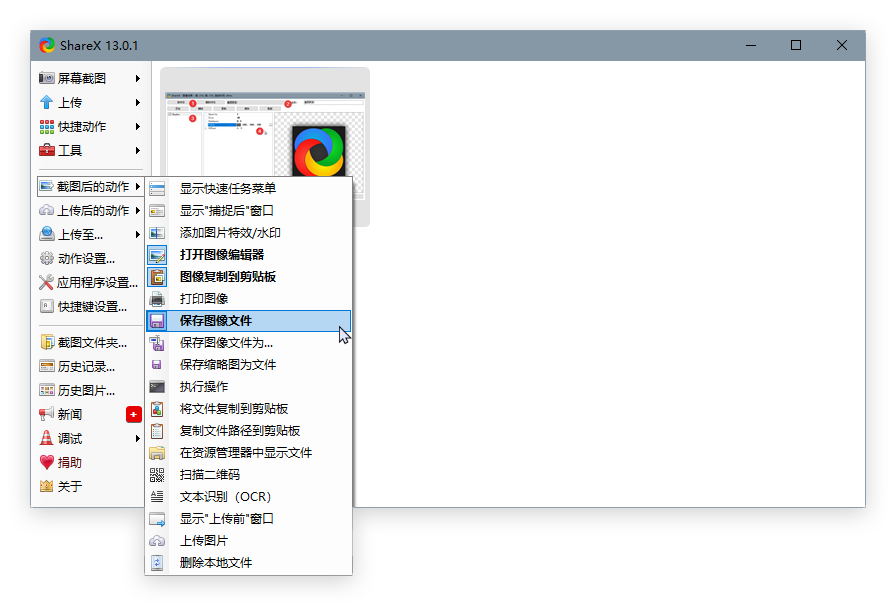 ShareX 13.0.1
屏幕截图
上传
快捷动作
工具
截图后的动作
上传后的动作
上传至...
动作设置...
应用程序设置...
快捷键设置...
截图文件夹...
历史记录...
历史图片...
新闻
调试
捐助
关于
显示快速任务菜单
显示"捕捉后"窗口
添加图片特效/水印
打开图像编辑器
图像复制到剪贴板
打印图像
保存图像文件
保存图像文件为...
保存缩略图为文件
执行操作
将文件复制到剪贴板
复制文件路径到剪贴板
在资源管理器中显示文件
扫描二维码
文本识别（OCR）
显示"上传前"窗口
上传图片
删除本地文件